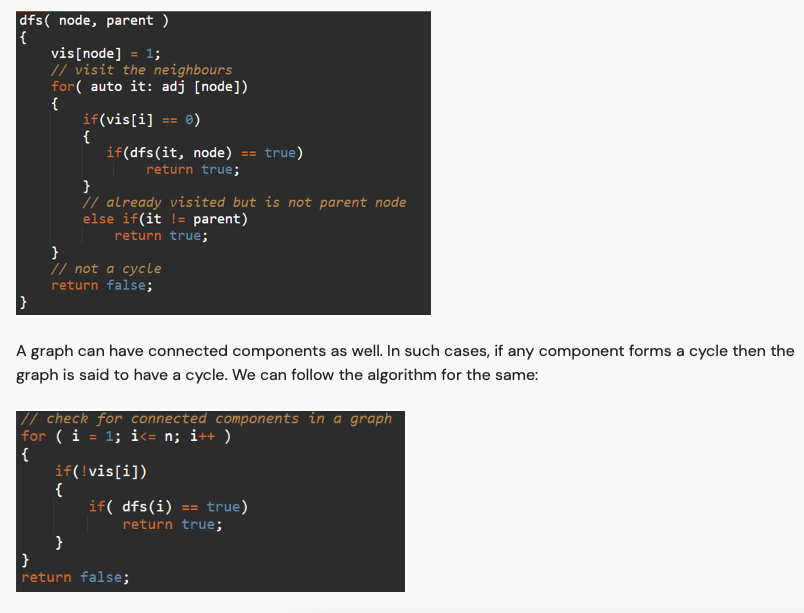 dfs( node, parent )
{
vis[node] = 1;
// visit the neighbours
for( auto it: adj [node])
{
if(vis[i] == 0)
{
if(dfs(it, node) == true)
return true;
}
// already visited but is not parent node
else if(it != parent)
return true;
}
// not a cycle
return false;
}
A graph can have connected components as well. In such cases, if any component forms a cycle then the
graph is said to have a cycle. We can follow the algorithm for the same:
// check for connected components in a graph
for ( i = 1; i<= n; i++ )
{
if(!vis[i])
{
if( dfs(i) == true)
return true;
}
}
return false;